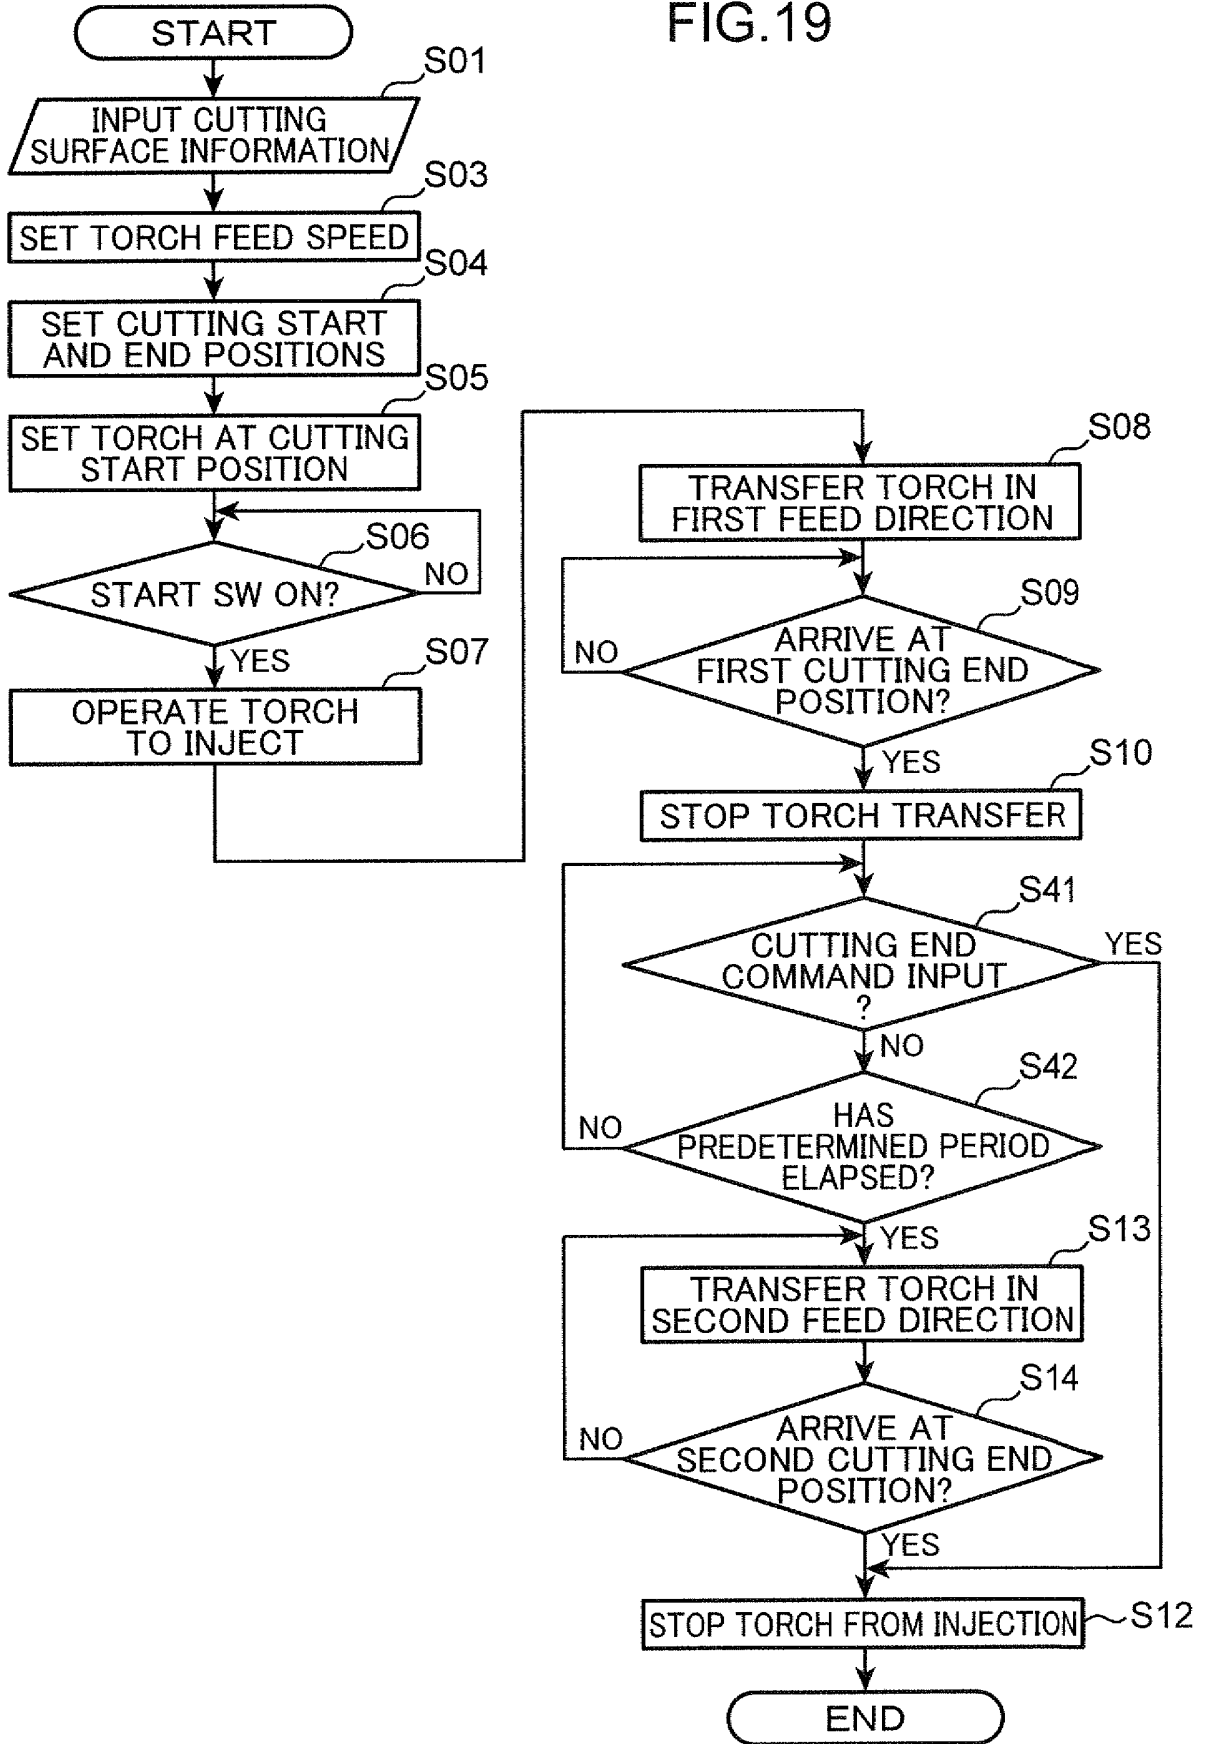 FIG.19
START
S01
INPUT CUTTING
SURFACE INFORMATION
S03
SET TORCH FEED SPEED
S04
SET CUTTING START
AND END POSITIONS
S05
SET TORCH AT CUTTING
START POSITION
S06
START SW ON?
NO
YES
S07
OPERATE TORCH
TO INJECT
S08
TRANSFER TORCH IN
FIRST FEED DIRECTION
S09
ARRIVE AT
FIRST CUTTING END
POSITION?
NO
YES
S10
STOP TORCH TRANSFER
S41
CUTTING END
COMMAND INPUT
?
YES
NO
S42
HAS
PREDETERMINED PERIOD
ELAPSED?
NO
YES
S13
TRANSFER TORCH IN
SECOND FEED DIRECTION
S14
ARRIVE AT
SECOND CUTTING END
POSITION?
NO
YES
STOP TORCH FROM INJECTION
S12
END